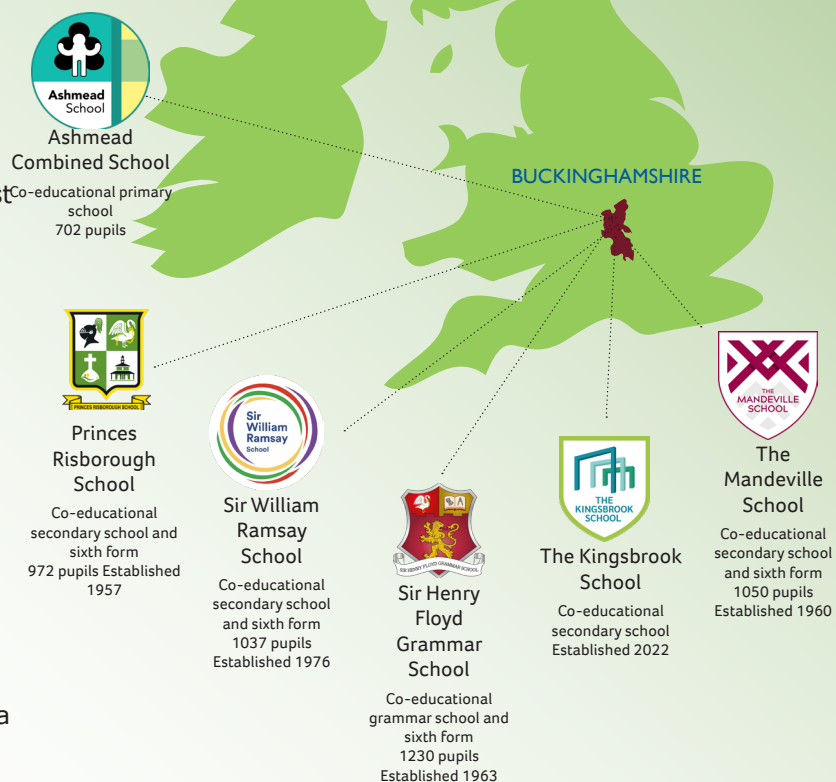 Ashmead
School
Ashmead
Combined School
st
Co-educational primary
school
702 pupils
BUCKINGHAMSHIRE
PRINCES RISBOROUGH SCHOOL
Princes
Risborough
School
Co-educational
secondary school and
sixth form
972 pupils Established
1957
Sir
William
Ramsay
School
Sir William
Ramsay
School
Co-educational
secondary school
and sixth form
1037 pupils
Established 1976
SIR HENRY FLOYD GRAMMAR SCHOOL
Sir Henry
Floyd
Grammar
School
Co-educational
grammar school and
sixth form
1230 pupils
Established 1963
THE
KINGSBROOK
SCHOOL
The Kingsbrook
School
Co-educational
secondary school
Established 2022
THE
MANDEVILLE
SCHOOL
The
Mandeville
School
Co-educational
secondary school
and sixth form
1050 pupils
Established 1960
a